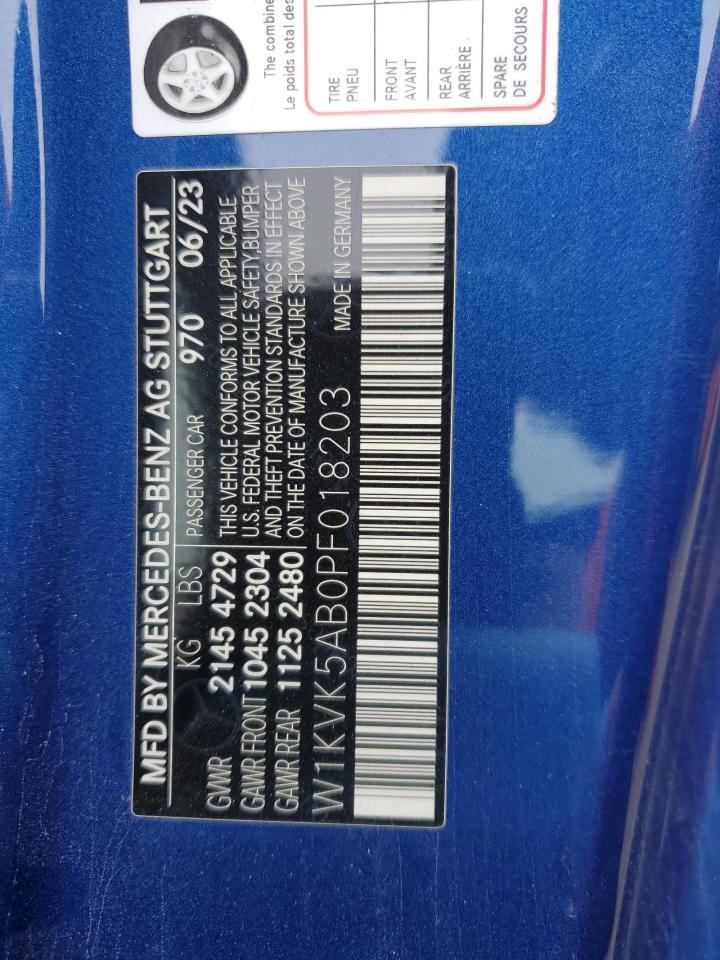 MFD BY MERCEDES-BENZ AG STUTTGART
KG LBS PASSENGER CAR 970 06/23
GVWR 2145 4729 THIS VEHICLE CONFORMS TO ALL APPLICABLE
U.S. FEDERAL MOTOR VEHICLE SAFETY, BUMPER
GAWR FRONT 1045 2304 AND THEFT PREVENTION STANDARDS IN EFFECT
GAWR REAR 1125 2480 ON THE DATE OF MANUFACTURE SHOWN ABOVE
W1KVK5AB0PF018203 MADE IN GERMANY
The combine
Le poids total des
TIRE
PNEU
FRONT
AVANT
REAR
ARRIÈRE
SPARE
DE SECOURS